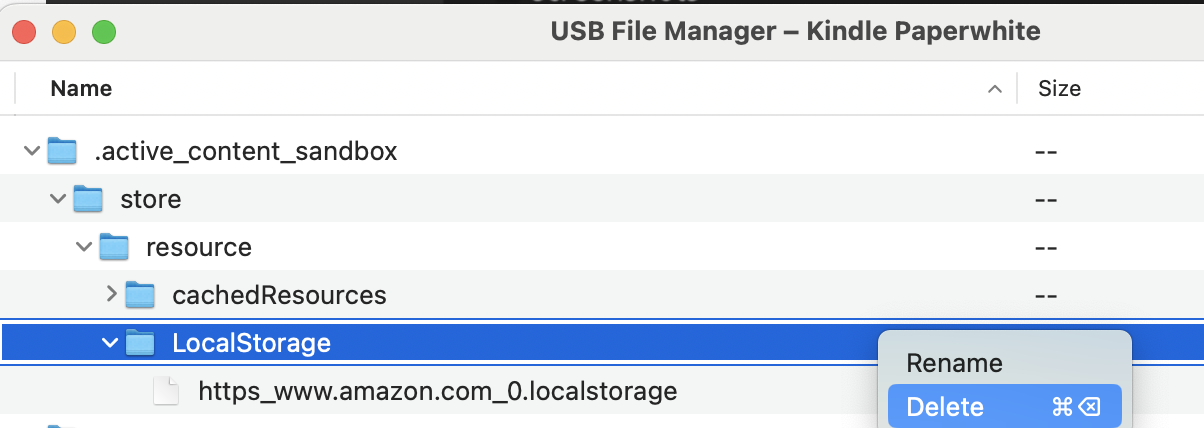 USB File Manager – Kindle Paperwhite
Name Size
.active_content_sandbox --
store --
resource --
cachedResources --
LocalStorage
Rename
https_www.amazon.com_0.localstorage
Delete ⌘⌫